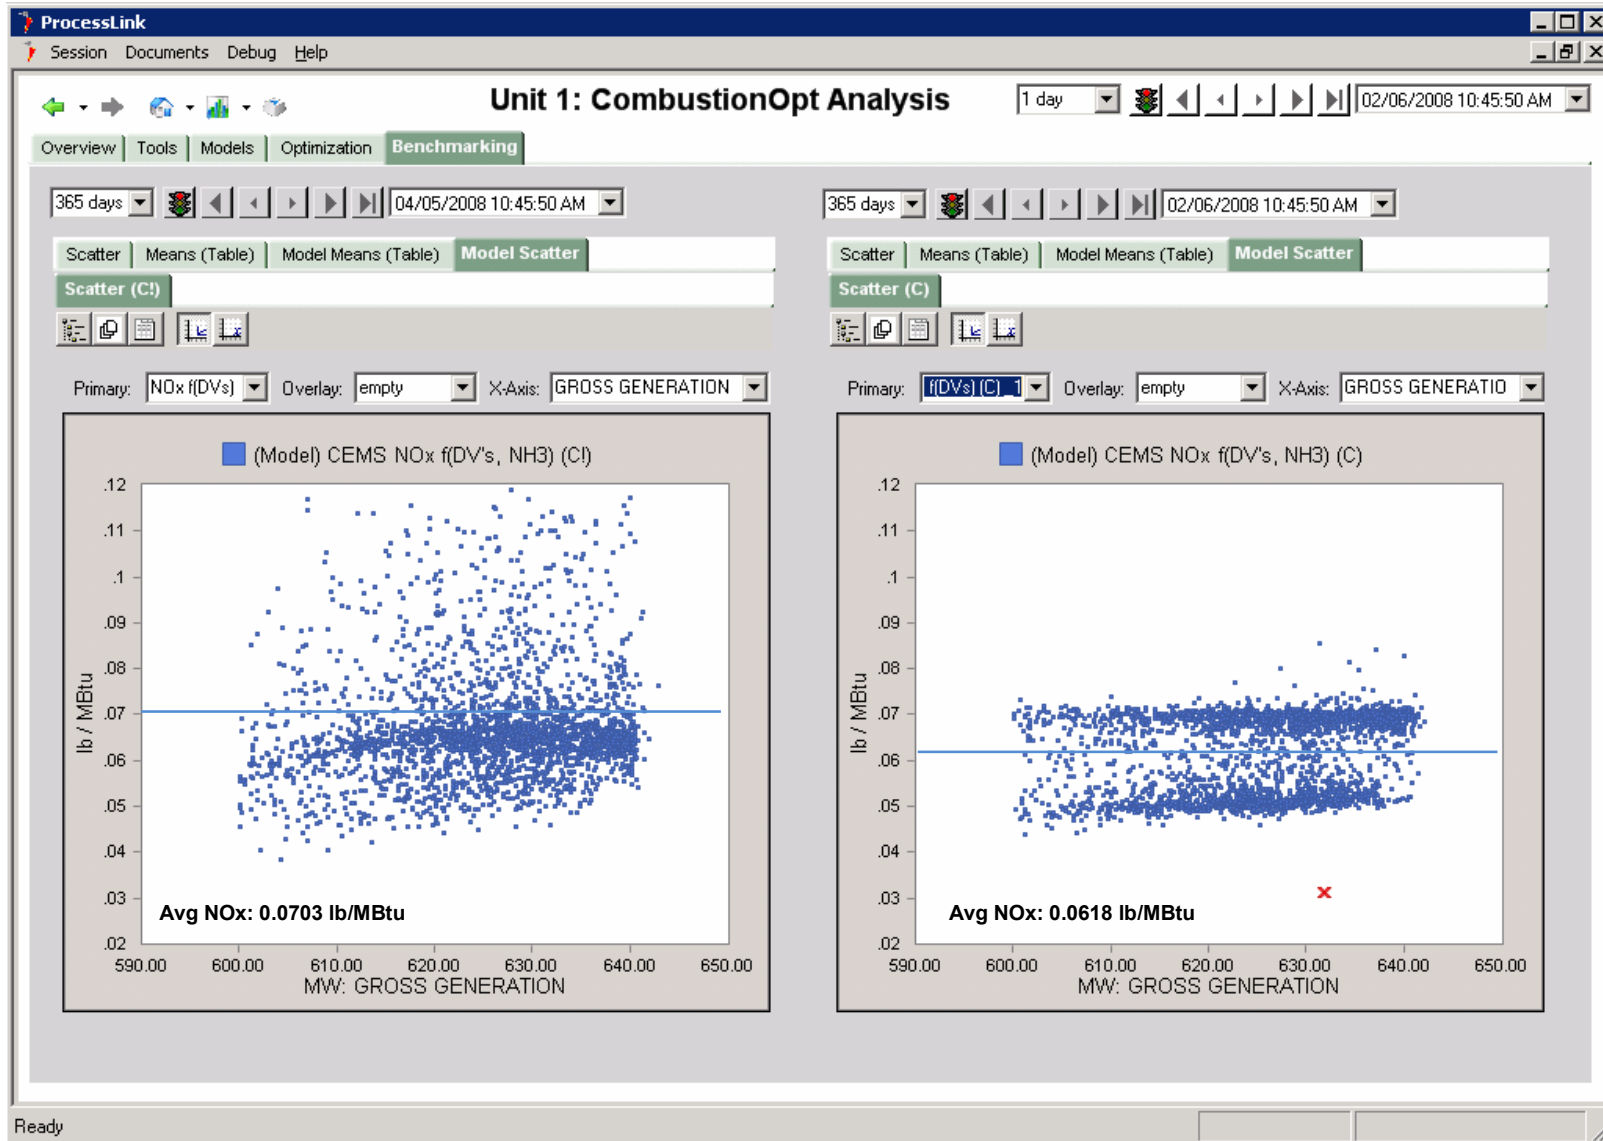 ProcessLink
Session Documents Debug Help
Unit 1: CombustionOpt Analysis
1 day
02/06/2008 10:45:50 AM
Overview Tools Models Optimization Benchmarking
365 days 04/05/2008 10:45:50 AM
Scatter Means (Table) Model Means (Table) Model Scatter
Scatter (C!)
Primary: NOx f(DVs) Overlay: empty X-Axis: GROSS GENERATION
(Model) CEMS NOx f(DV's, NH3) (C!)
.12
.11
.1
.09
.08
.07
.06
.05
.04
.03
.02
lb / MBtu
Avg NOx: 0.0703 lb/MBtu
590.00 600.00 610.00 620.00 630.00 640.00 650.00
MW: GROSS GENERATION
365 days 02/06/2008 10:45:50 AM
Scatter Means (Table) Model Means (Table) Model Scatter
Scatter (C)
Primary: f(DVs) (C)_1 Overlay: empty X-Axis: GROSS GENERATIO
(Model) CEMS NOx f(DV's, NH3) (C)
.12
.11
.1
.09
.08
.07
.06
.05
.04
.03
.02
lb / MBtu
Avg NOx: 0.0618 lb/MBtu
590.00 600.00 610.00 620.00 630.00 640.00 650.00
MW: GROSS GENERATION
Ready